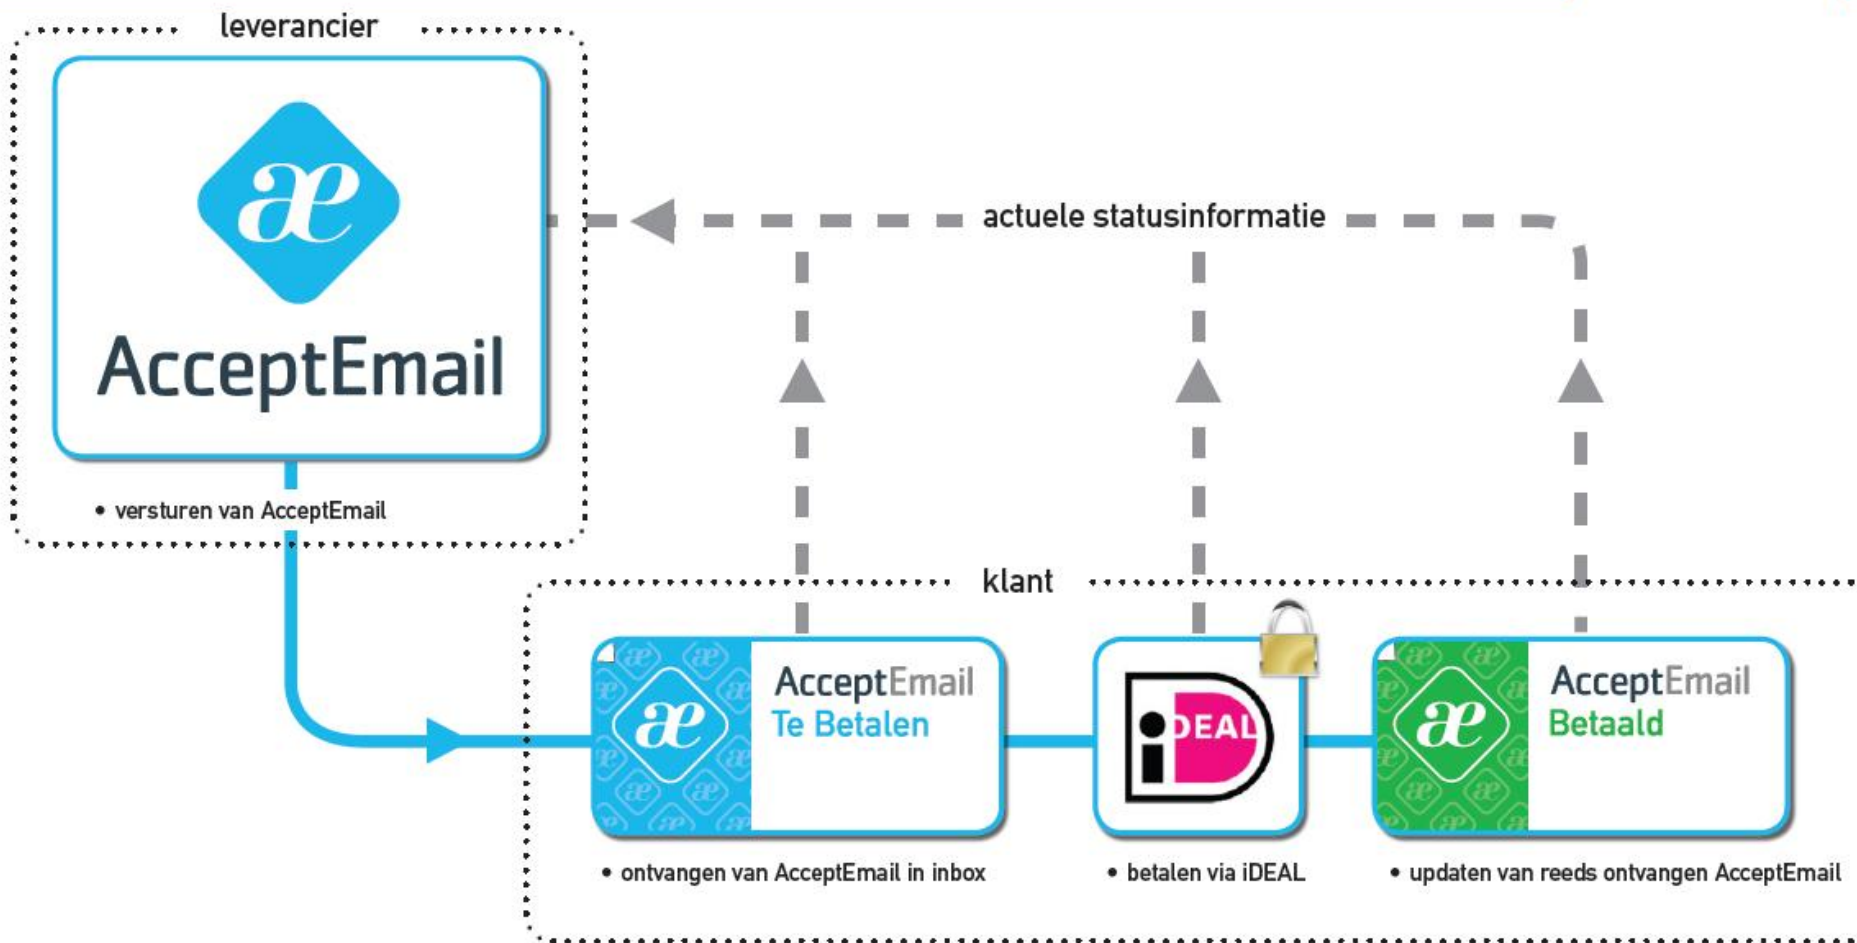 leverancier
æ
AcceptEmail
• versturen van AcceptEmail
actuele statusinformatie
klant
æ
AcceptEmail
Te Betalen
iDEAL
æ
AcceptEmail
Betaald
• ontvangen van AcceptEmail in inbox
• betalen via iDEAL
• updaten van reeds ontvangen AcceptEmail